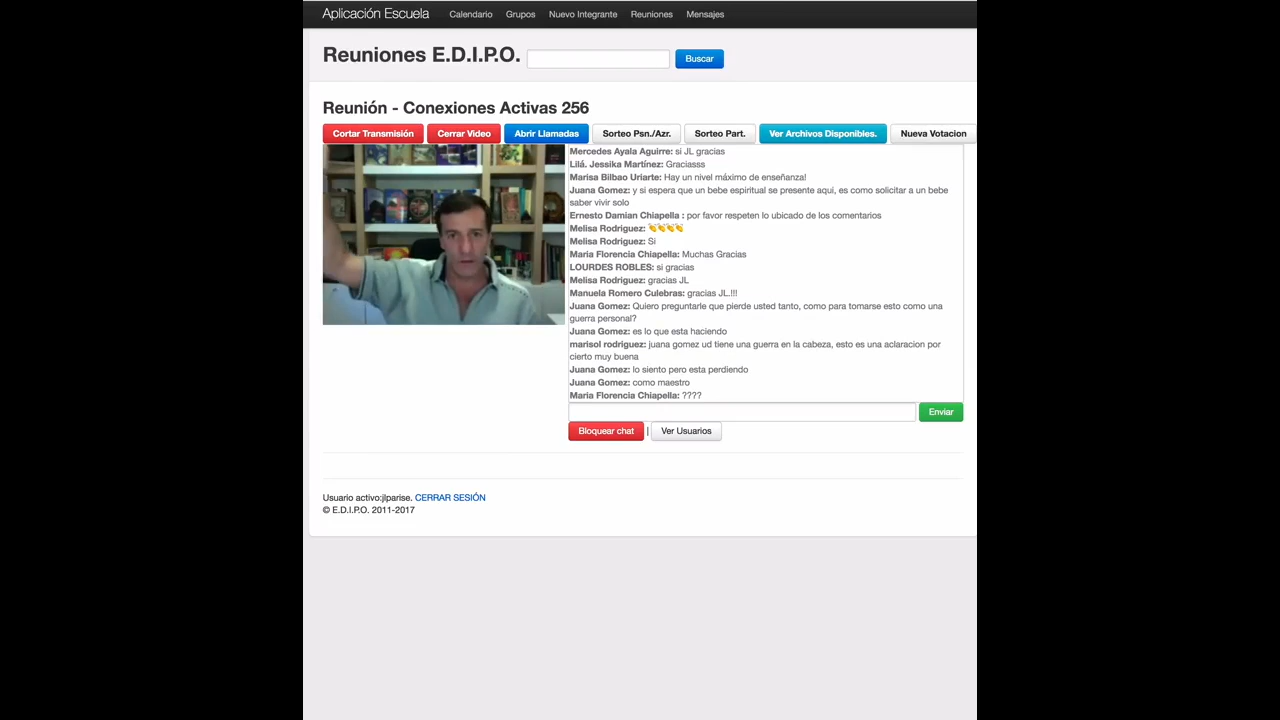 Aplicación Escuela Calendario Grupos Nuevo Integrante Reuniones Mensajes
Reuniones E.D.I.P.O. Buscar
Reunión - Conexiones Activas 256
Cortar Transmisión Cerrar Video Abrir Llamadas Sorteo Psn./Azr. Sorteo Part. Ver Archivos Disponibles. Nueva Votacion
Mercedes Ayala Aguirre: si JL gracias
Lilá. Jessika Martínez: Graciasss
Marisa Bilbao Uriarte: Hay un nivel máximo de enseñanza!
Juana Gomez: y si espera que un bebe espiritual se presente aqui, es como solicitar a un bebe
saber vivir solo
Ernesto Damian Chiapella : por favor respeten lo ubicado de los comentarios
Melisa Rodriguez: 👏👏👏👏
Melisa Rodriguez: Si
Maria Florencia Chiapella: Muchas Gracias
LOURDES ROBLES: si gracias
Melisa Rodriguez: gracias JL
Manuela Romero Culebras: gracias JL.!!!
Juana Gomez: Quiero preguntarle que pierde usted tanto, como para tomarse esto como una
guerra personal?
Juana Gomez: es lo que esta haciendo
marisol rodriguez: juana gomez ud tiene una guerra en la cabeza, esto es una aclaracion por
cierto muy buena
Juana Gomez: lo siento pero esta perdiendo
Juana Gomez: como maestro
Maria Florencia Chiapella: ????
Enviar
Bloquear chat | Ver Usuarios
Usuario activo:jlparise. CERRAR SESIÓN
© E.D.I.P.O. 2011-2017